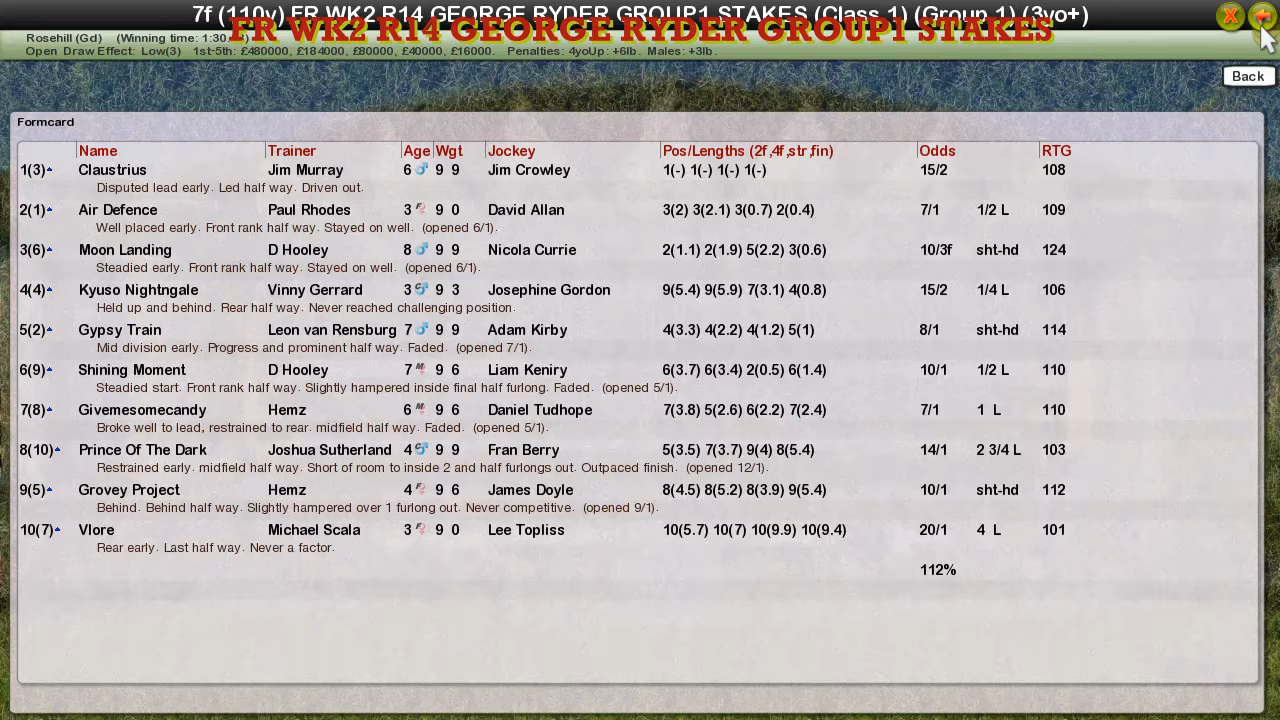 7f (110y) FR WK2 R14 GEORGE RYDER GROUP1 STAKES (Class 1) (Group 1) (3yo+)
FR WK2 R14 GEORGE RYDER GROUP1 STAKES
Rosehill (Gd) (Winning time: 1:30.
Open Draw Effect: Low(3) 1st-5th: £480000, £184000, £80000, £40000, £16000. Penalties: 4yoUp: +6lb. Males: +3lb.
Back
Formcard
Name Trainer Age Wgt Jockey Pos/Lengths (2f,4f,str,fin) Odds RTG
1(3) Claustrius Jim Murray 6 9 9 Jim Crowley 1(-) 1(-) 1(-) 1(-) 15/2 108
Disputed lead early. Led half way. Driven out.
2(1) Air Defence Paul Rhodes 3 9 0 David Allan 3(2) 3(2.1) 3(0.7) 2(0.4) 7/1 1/2 L 109
Well placed early. Front rank half way. Stayed on well. (opened 6/1).
3(6) Moon Landing D Hooley 8 9 9 Nicola Currie 2(1.1) 2(1.9) 5(2.2) 3(0.6) 10/3f sht-hd 124
Steadied early. Front rank half way. Stayed on well. (opened 6/1).
4(4) Kyuso Nightngale Vinny Gerrard 3 9 3 Josephine Gordon 9(5.4) 9(5.9) 7(3.1) 4(0.8) 15/2 1/4 L 106
Held up and behind. Rear half way. Never reached challenging position.
5(2) Gypsy Train Leon van Rensburg 7 9 9 Adam Kirby 4(3.3) 4(2.2) 4(1.2) 5(1) 8/1 sht-hd 114
Mid division early. Progress and prominent half way. Faded. (opened 7/1).
6(9) Shining Moment D Hooley 7 9 6 Liam Keniry 6(3.7) 6(3.4) 2(0.5) 6(1.4) 10/1 1/2 L 110
Steadied start. Front rank half way. Slightly hampered inside final half furlong. Faded. (opened 5/1).
7(8) Givemesomecandy Hemz 6 9 6 Daniel Tudhope 7(3.8) 5(2.6) 6(2.2) 7(2.4) 7/1 1 L 110
Broke well to lead, restrained to rear. midfield half way. Faded. (opened 5/1).
8(10) Prince Of The Dark Joshua Sutherland 4 9 9 Fran Berry 5(3.5) 7(3.7) 9(4) 8(5.4) 14/1 2 3/4 L 103
Restrained early. midfield half way. Short of room to inside 2 and half furlongs out. Outpaced finish. (opened 12/1).
9(5) Grovey Project Hemz 4 9 6 James Doyle 8(4.5) 8(5.2) 8(3.9) 9(5.4) 10/1 sht-hd 112
Behind. Behind half way. Slightly hampered over 1 furlong out. Never competitive. (opened 9/1).
10(7) Vlore Michael Scala 3 9 0 Lee Topliss 10(5.7) 10(7) 10(9.9) 10(9.4) 20/1 4 L 101
Rear early. Last half way. Never a factor.
112%